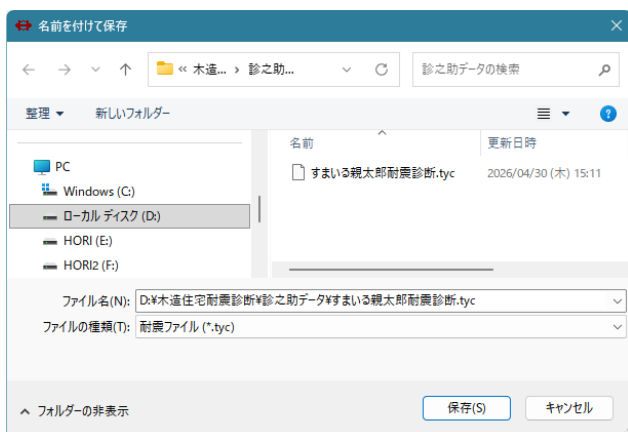 名前を付けて保存
« 木造... › 診之助...
診之助データの検索
整理 新しいフォルダー
名前 更新日時
すまいる親太郎耐震診断.tyc 2026/04/30 (木) 15:11
PC
Windows (C:)
ローカル ディスク (D:)
HORI (E:)
HORI2 (F:)
ファイル名(N): D:¥木造住宅耐震診断¥診之助データ¥すまいる親太郎耐震診断.tyc
ファイルの種類(T): 耐震ファイル (*.tyc)
フォルダーの非表示
保存(S) キャンセル